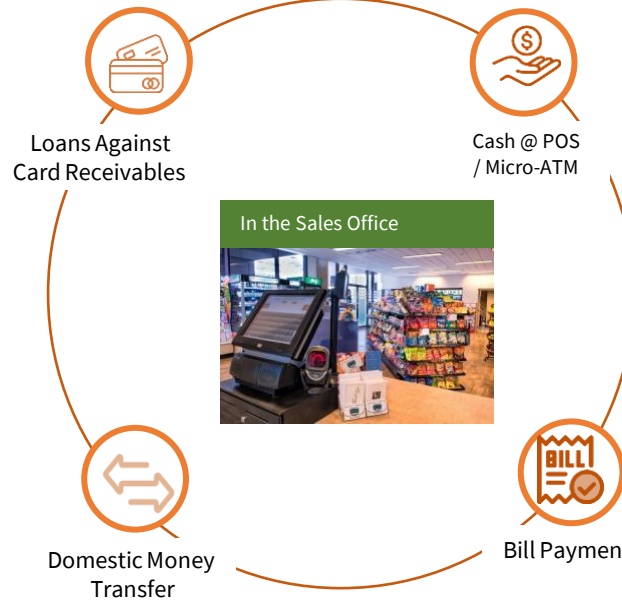 Loans Against
Card Receivables
Cash @ POS
/ Micro-ATM
In the Sales Office
BILL
Domestic Money
Transfer
Bill Paymen